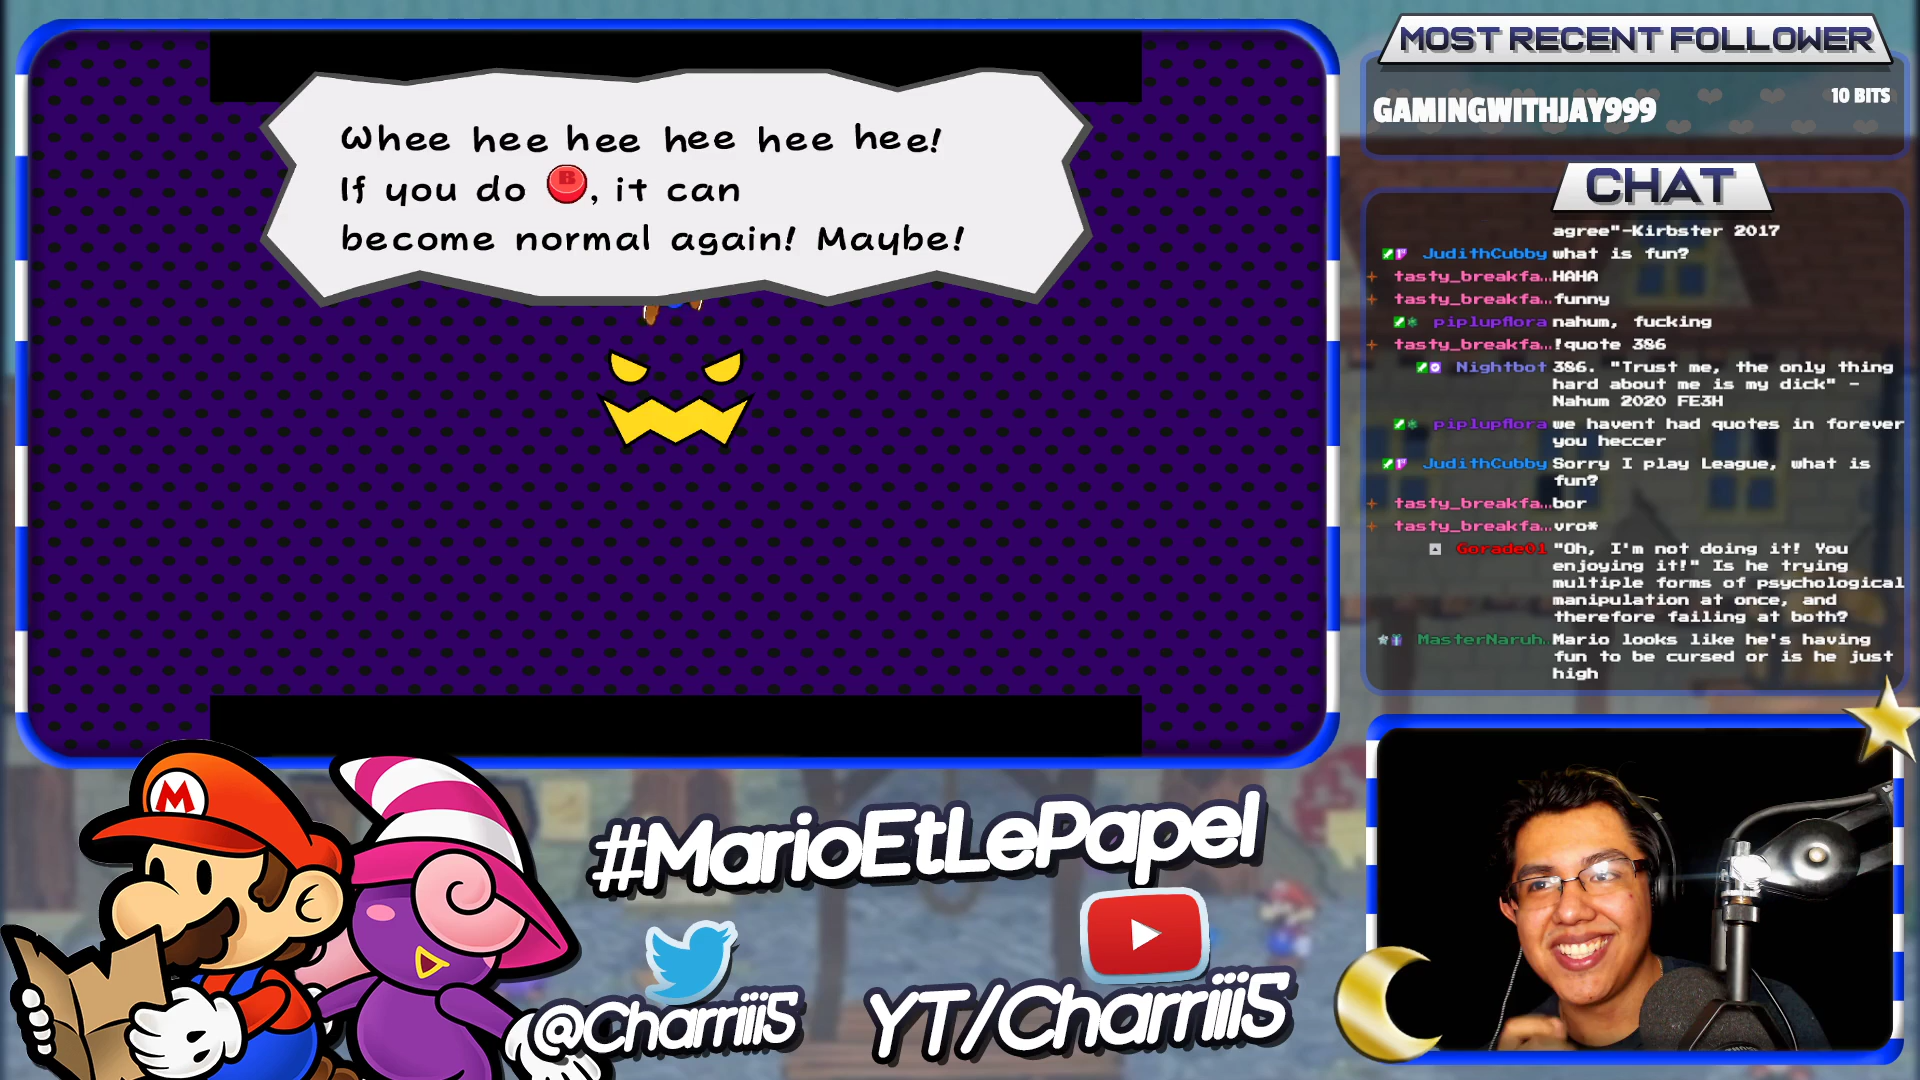 Whee hee hee hee hee hee!
If you do B, it can
become normal again! Maybe!
MOST RECENT FOLLOWER
GAMINGWITHJAY999
10 BITS
CHAT
agree"-Kirbster 2017
JudithCubby what is fun?
tasty_breakfa…HAHA
tasty_breakfa…funny
piplupflora nahum, fucking
tasty_breakfa…!quote 386
Nightbot 386. "Trust me, the only thing
hard about me is my dick" -
Nahum 2020 FE3H
piplupflora we havent had quotes in forever
you heccer
JudithCubby Sorry I play League, what is
fun?
tasty_breakfa…bor
tasty_breakfa…vro*
Gorade01 "Oh, I'm not doing it! You
enjoying it!" Is he trying
multiple forms of psychological
manipulation at once, and
therefore failing at both?
MasterNaruh…Mario looks like he's having
fun to be cursed or is he just
high
M
#MarioEtLePapel
@Charriii5
YT/Charriii5